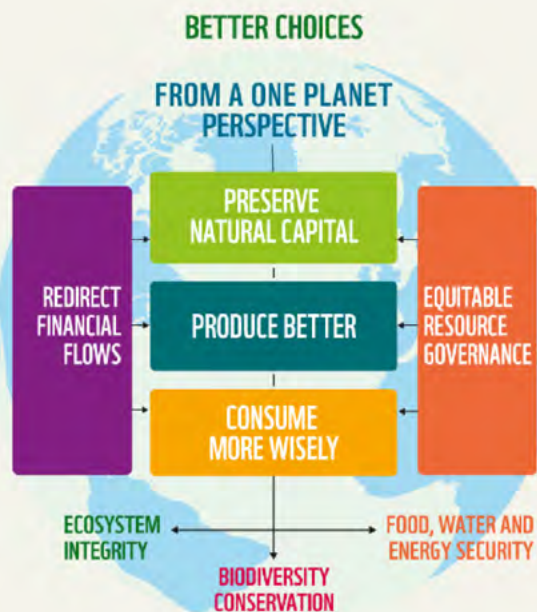 BETTER CHOICES
FROM A ONE PLANET
PERSPECTIVE
PRESERVE
NATURAL CAPITAL
REDIRECT
FINANCIAL
FLOWS
PRODUCE BETTER
EQUITABLE
RESOURCE
GOVERNANCE
CONSUME
MORE WISELY
ECOSYSTEM
INTEGRITY
FOOD, WATER AND
ENERGY SECURITY
BIODIVERSITY
CONSERVATION